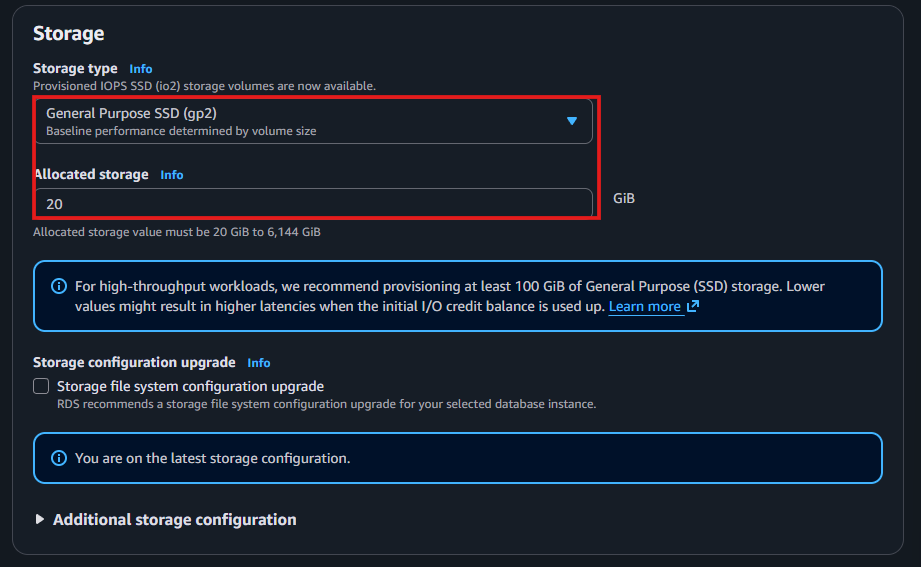 Storage
Storage type Info
Provisioned IOPS SSD (io2) storage volumes are now available.
General Purpose SSD (gp2)
Baseline performance determined by volume size
Allocated storage Info
20
GiB
Allocated storage value must be 20 GiB to 6,144 GiB
For high-throughput workloads, we recommend provisioning at least 100 GiB of General Purpose (SSD) storage. Lower
values might result in higher latencies when the initial I/O credit balance is used up. Learn more
Storage configuration upgrade Info
Storage file system configuration upgrade
RDS recommends a storage file system configuration upgrade for your selected database instance.
You are on the latest storage configuration.
Additional storage configuration